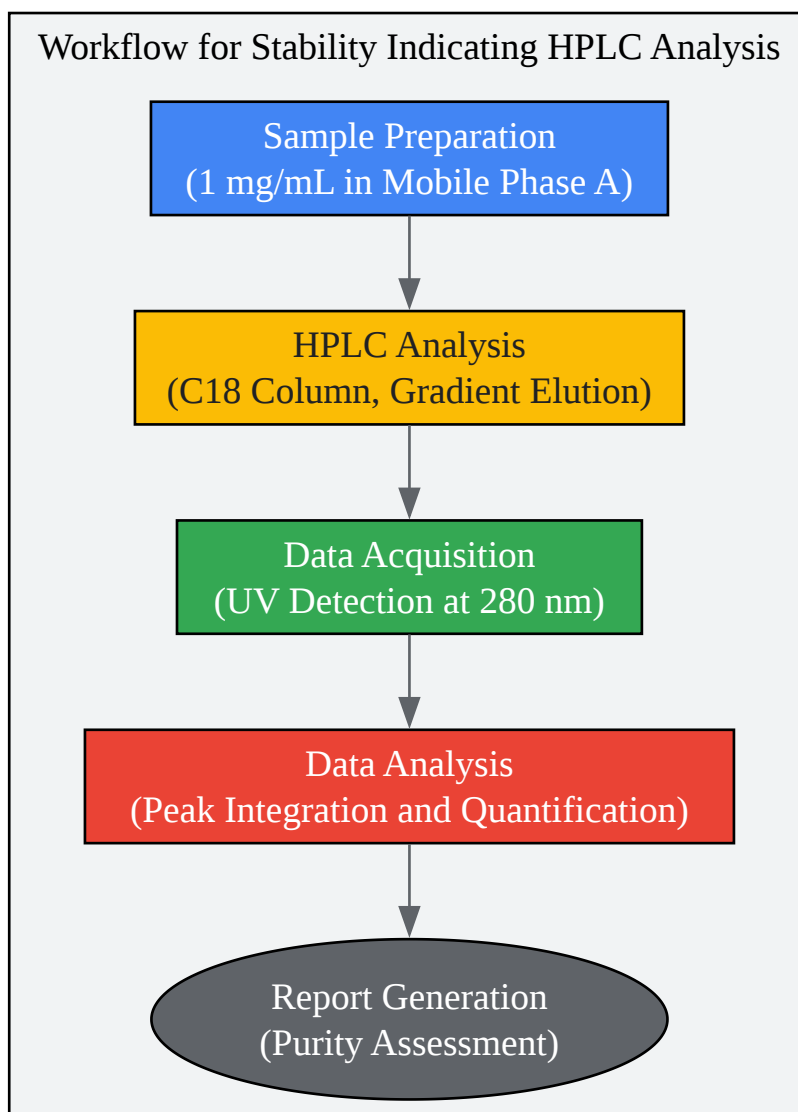 Workflow for Stability Indicating HPLC Analysis
Sample Preparation
(1 mg/mL in Mobile Phase A)
HPLC Analysis
(C18 Column, Gradient Elution)
Data Acquisition
(UV Detection at 280 nm)
Data Analysis
(Peak Integration and Quantification)
Report Generation
(Purity Assessment)